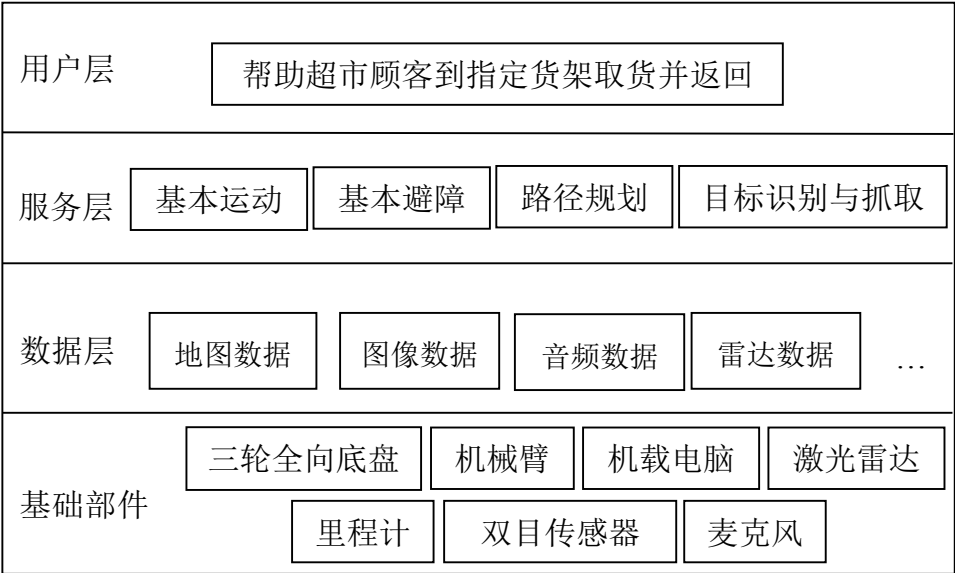 用户层 帮助超市顾客到指定货架取货并返回
服务层 基本运动 基本避障 路径规划 目标识别与抓取
数据层 地图数据 图像数据 音频数据 雷达数据 …
基础部件 三轮全向底盘 机械臂 机载电脑 激光雷达
里程计 双目传感器 麦克风